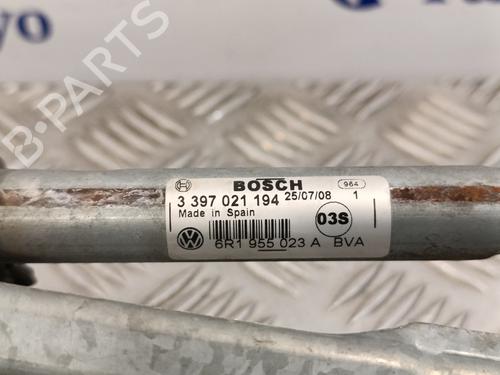 yo
BOSCH
964
3 397 021 194 25/07/08 1
Made in Spain
03S
6R1 955 023 A BVA
B-PARTS